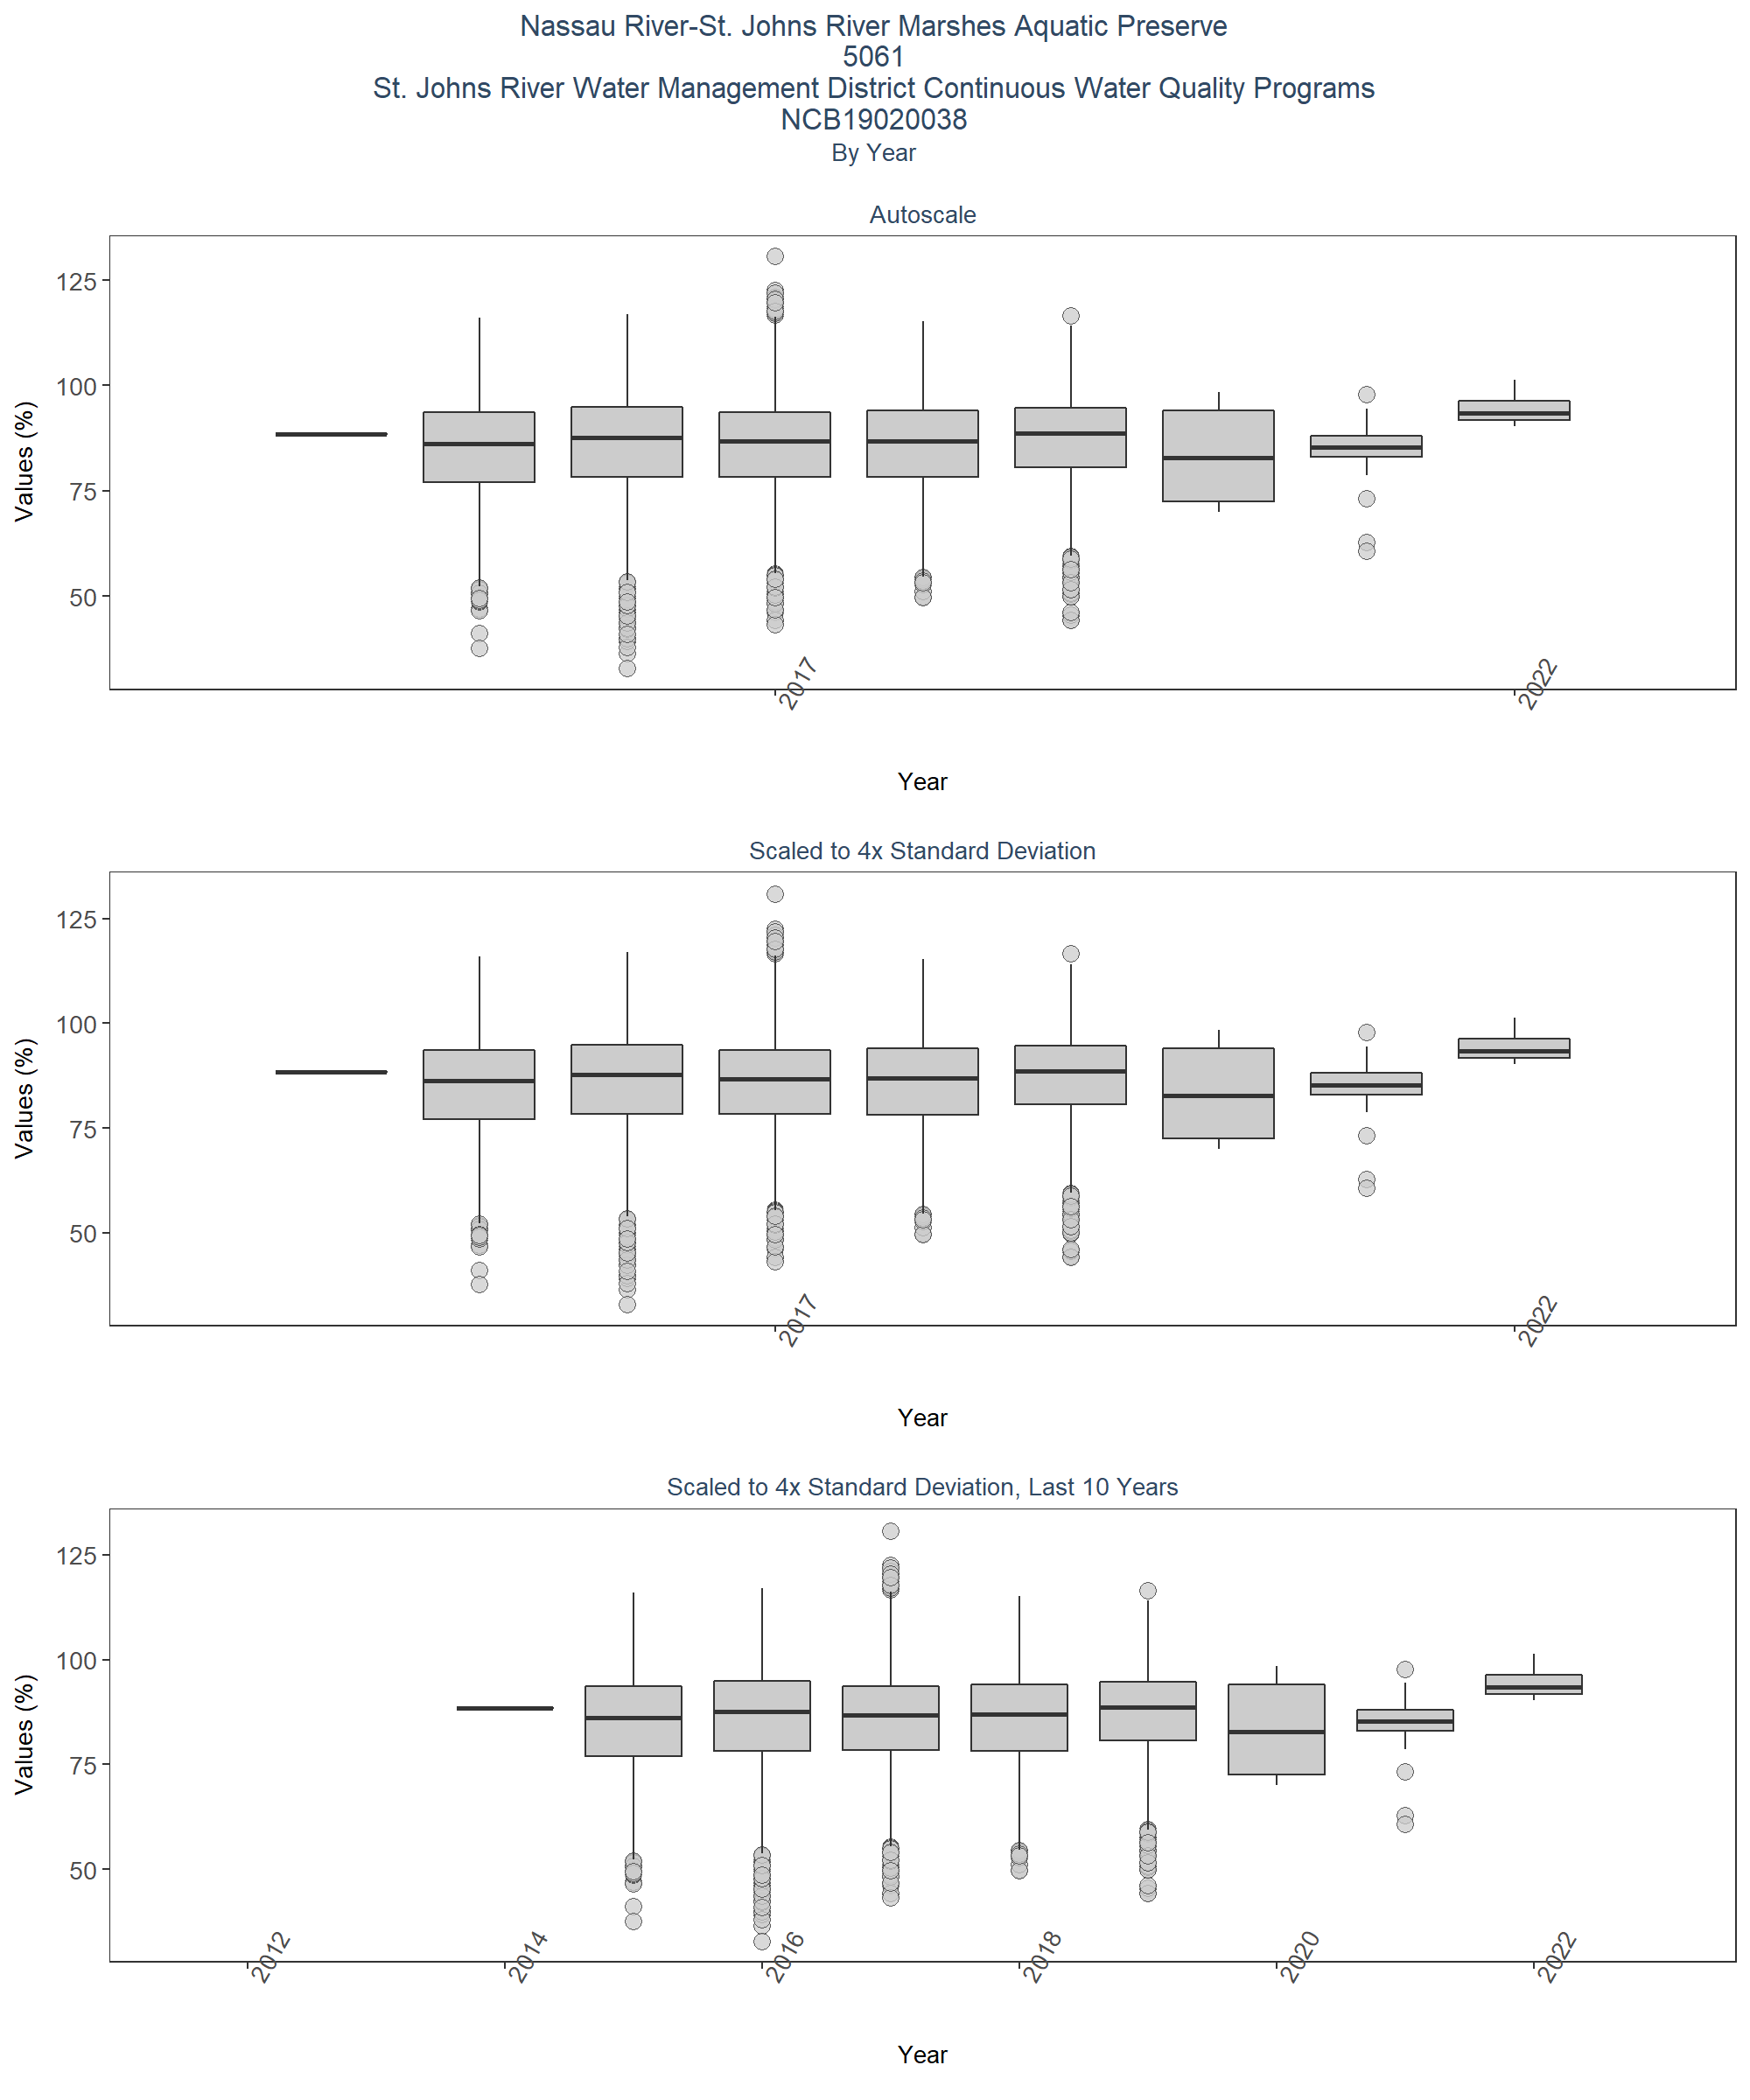 Nassau River-St. Johns River Marshes Aquatic Preserve
5061
St. Johns River Water Management District Continuous Water Quality Programs
NCB19020038
By Year
Autoscale
Values (%)
125
100
75
50
2017
2022
Year
Scaled to 4x Standard Deviation
Values (%)
125
100
75
50
2017
2022
Year
Scaled to 4x Standard Deviation, Last 10 Years
Values (%)
125
100
75
50
2012
2014
2016
2018
2020
2022
Year